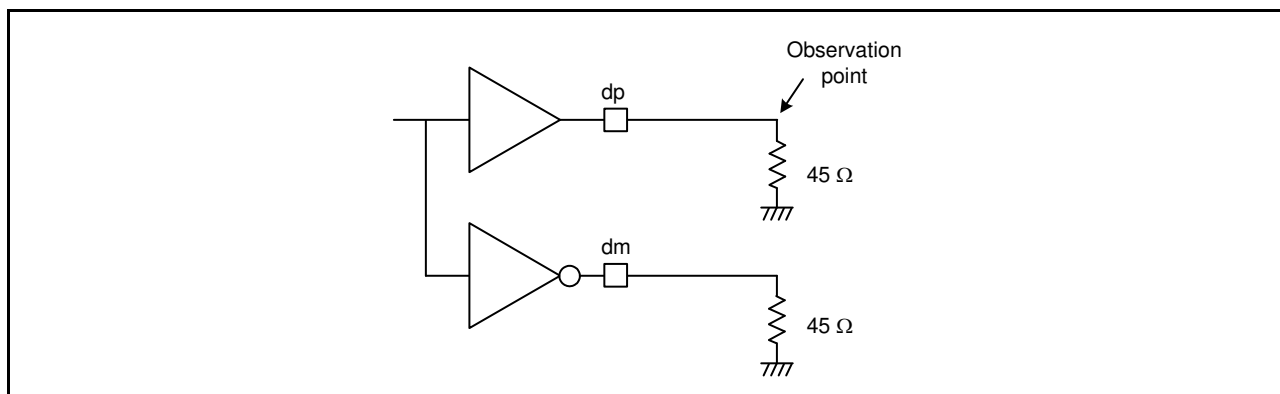 Observation
point
dp
45 Ω
dm
45 Ω